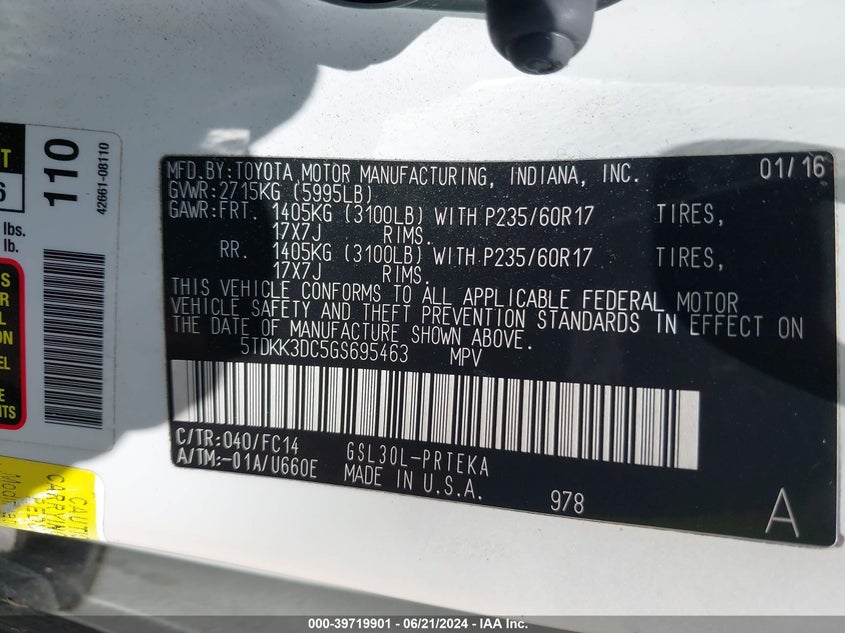 T
6
lbs.
lb.
110
42661-08110
MFD.BY:TOYOTA MOTOR MANUFACTURING, INDIANA, INC. 01/16
GVWR:2715KG (5995LB)
GAWR:FRT. 1405KG (3100LB) WITH P235/60R17 TIRES,
17X7J RIMS.
RR. 1405KG (3100LB) WITH P235/60R17 TIRES,
17X7J RIMS.
THIS VEHICLE CONFORMS TO ALL APPLICABLE FEDERAL MOTOR
VEHICLE SAFETY AND THEFT PREVENTION STANDARDS IN EFFECT ON
THE DATE OF MANUFACTURE SHOWN ABOVE.
5TDKK3DC5GS695463 MPV
C/TR:040/FC14 GSL30L-PRTEKA
A/TM:-01A/U660E MADE IN U.S.A.
978
A
000-39719901 - 06/21/2024 - IAA Inc.